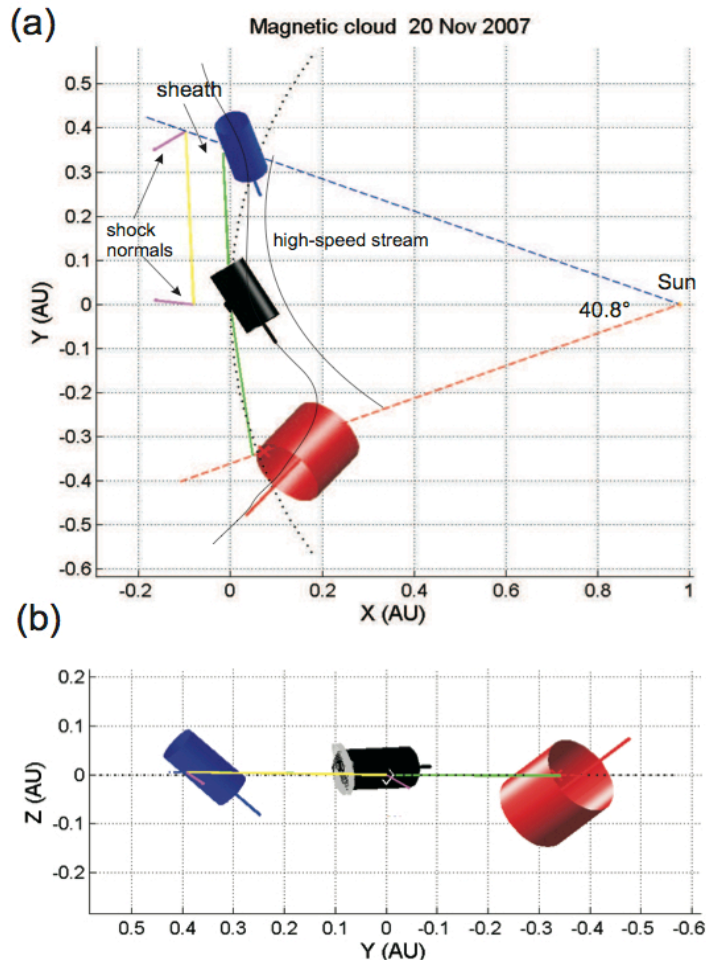 (a)
Magnetic cloud 20 Nov 2007
0.5
sheath
0.4
0.3
shock
normals
0.2
high-speed stream
Sun
0.1
40.8°
0
Y (AU)
-0.1
-0.2
-0.3
-0.4
-0.5
-0.6
-0.2 0 0.2 0.4 0.6 0.8 1
X (AU)
(b)
0.2
0.1
0
Z (AU)
-0.1
-0.2
0.5 0.4 0.3 0.2 0.1 0 -0.1 -0.2 -0.3 -0.4 -0.5 -0.6
Y (AU)